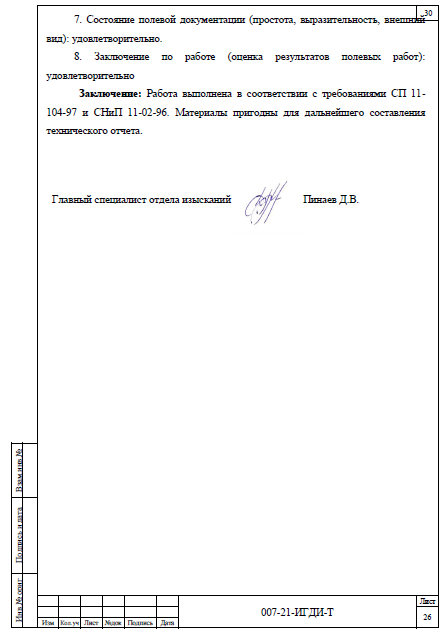 30
7. Состояние полевой документации (простота, выразительность, внешний
вид): удовлетворительно.
8. Заключение по работе (оценка результатов полевых работ):
удовлетворительно
Заключение: Работа выполнена в соответствии с требованиями СП 11-
104-97 и СНиП 11-02-96. Материалы пригодны для дальнейшего составления
технического отчета.
Главный специалист отдела изысканий Пинаев Д.В.
Взам инв №
Подпись и дата
Инв № ориг
Изм Кол.уч Лист №док Подпись Дата
007-21-ИГДИ-Т
Лист
26